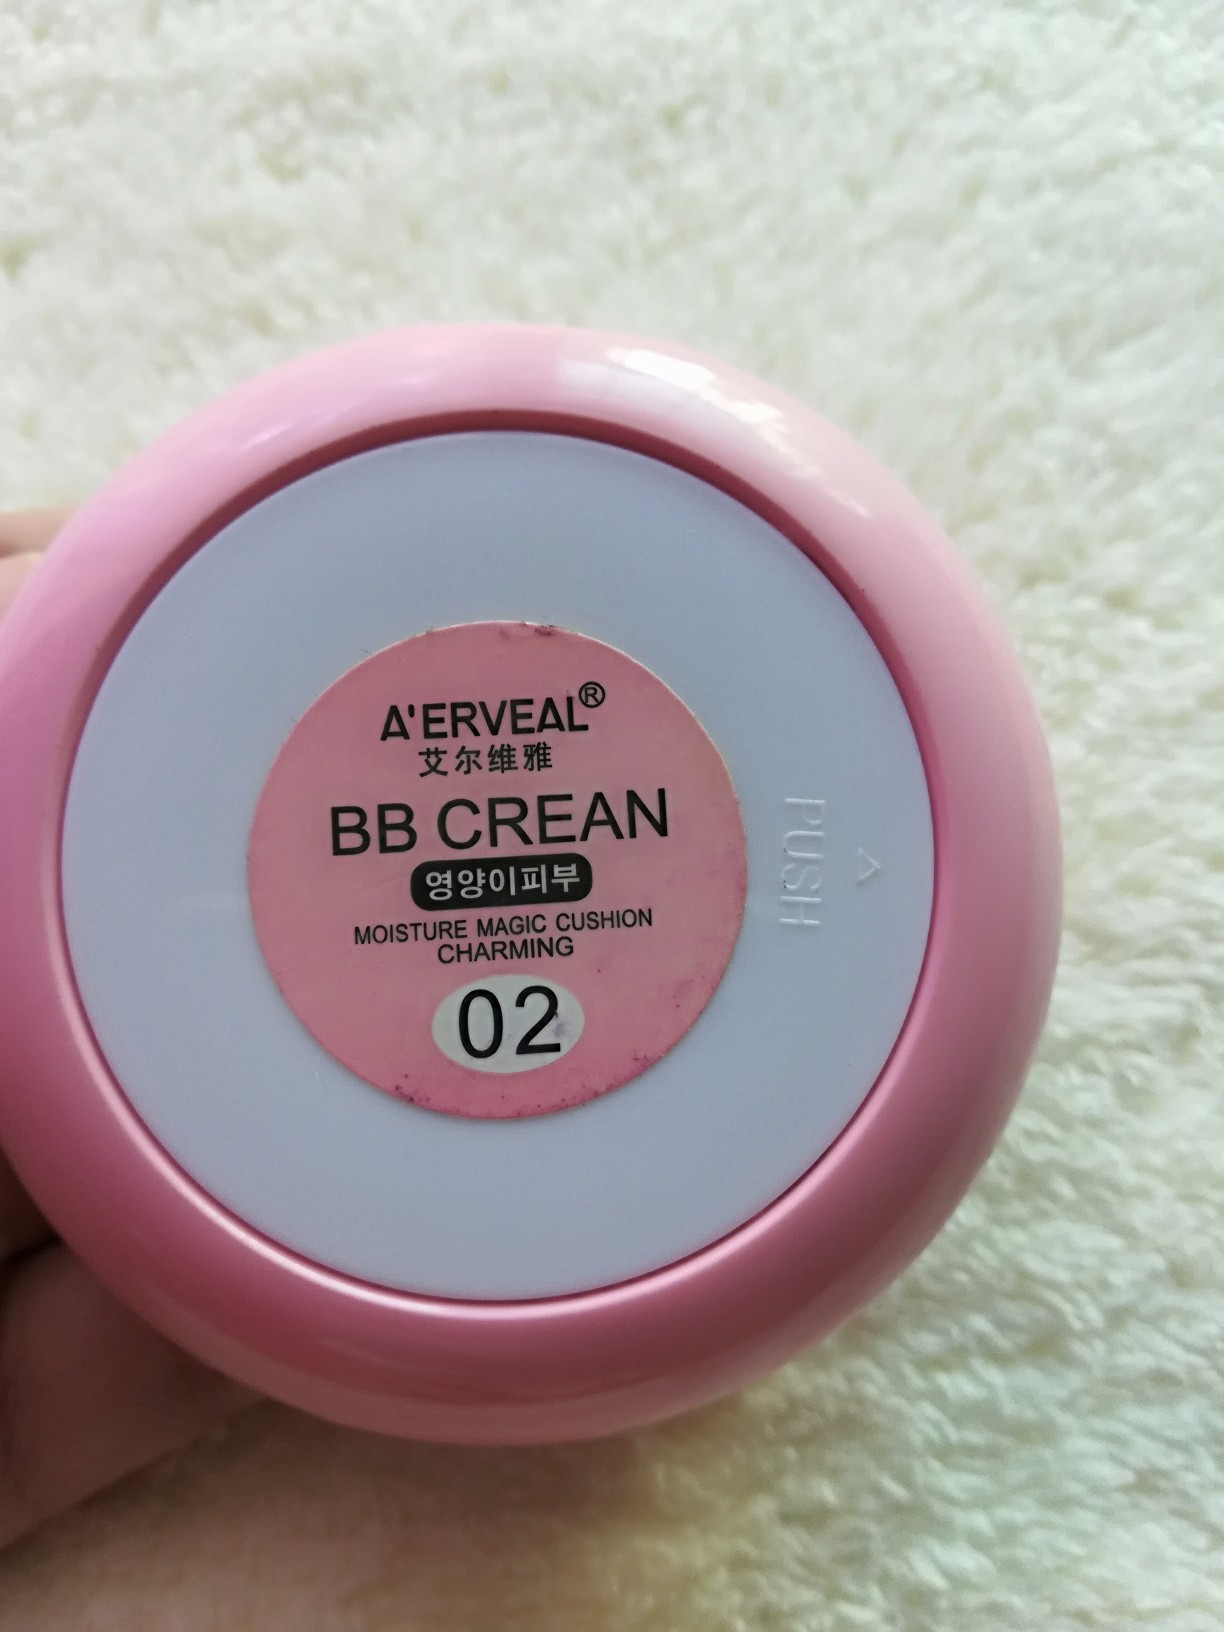 A'ERVEAL®
艾尔维雅
BB CREAN
영양이피부
MOISTURE MAGIC CUSHION
CHARMING
02
PUSH